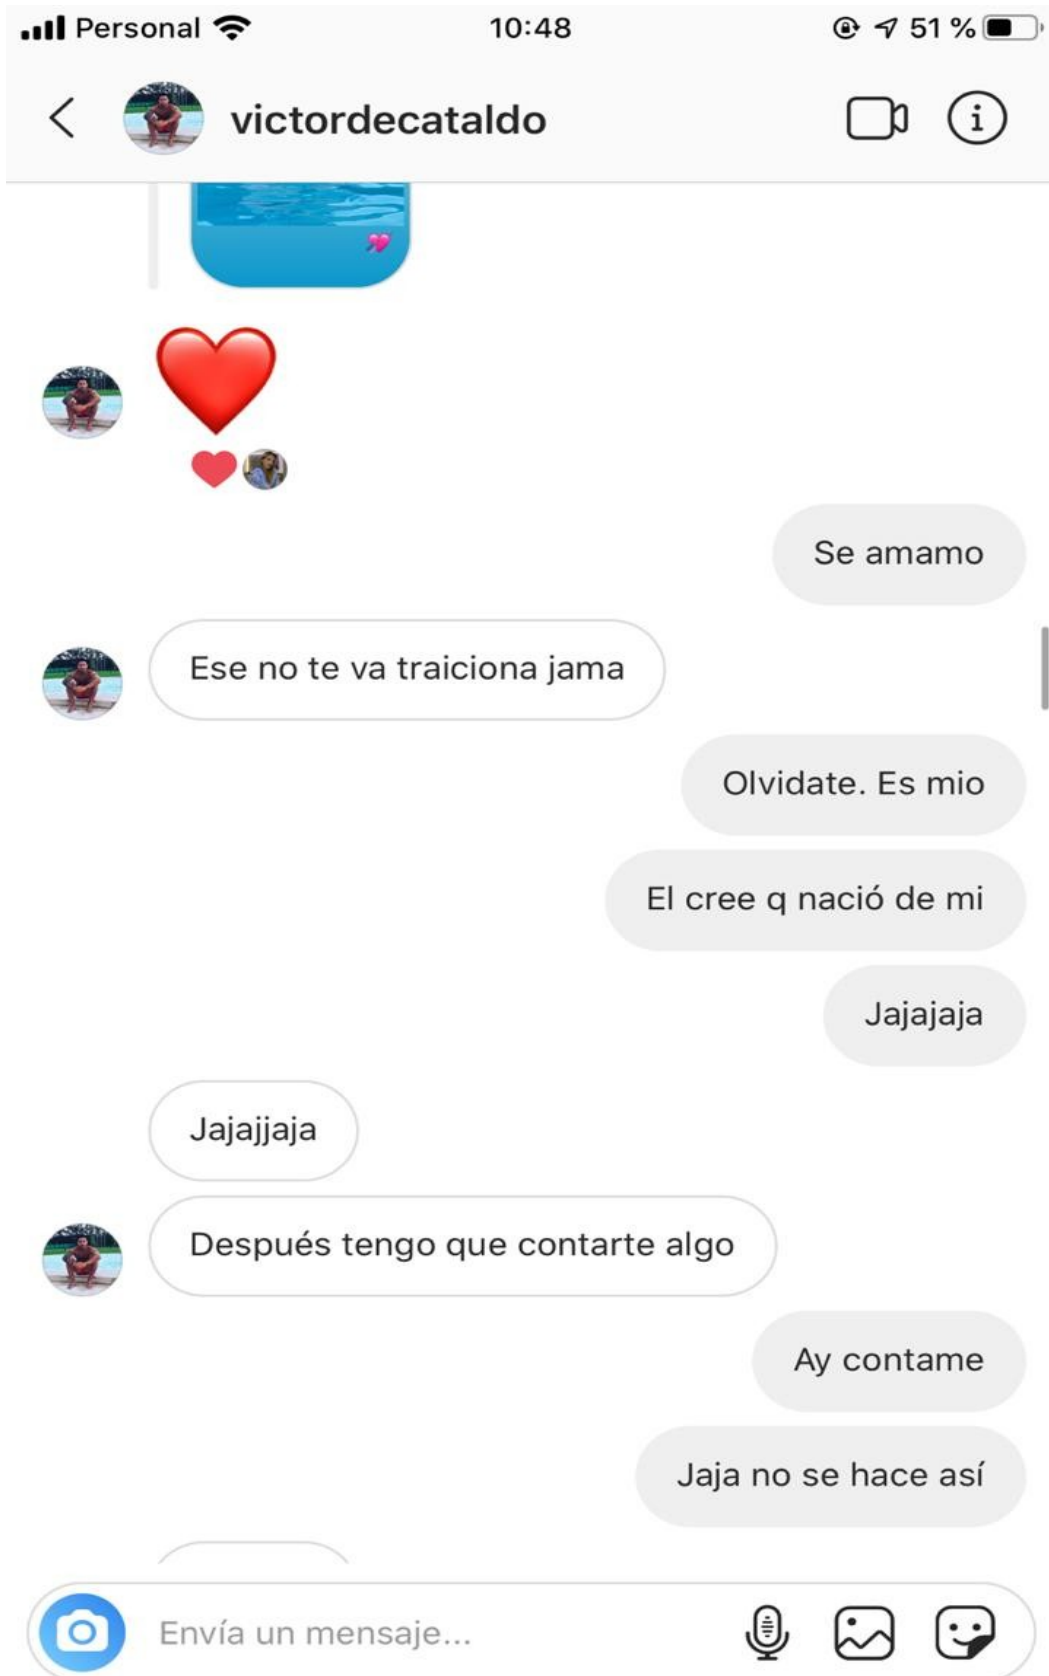 Personal 10:48 51 %
victordecataldo
Se amamo
Ese no te va traiciona jama
Olvidate. Es mio
El cree q nació de mi
Jajajaja
Jajajjaja
Después tengo que contarte algo
Ay contame
Jaja no se hace así
Envía un mensaje...